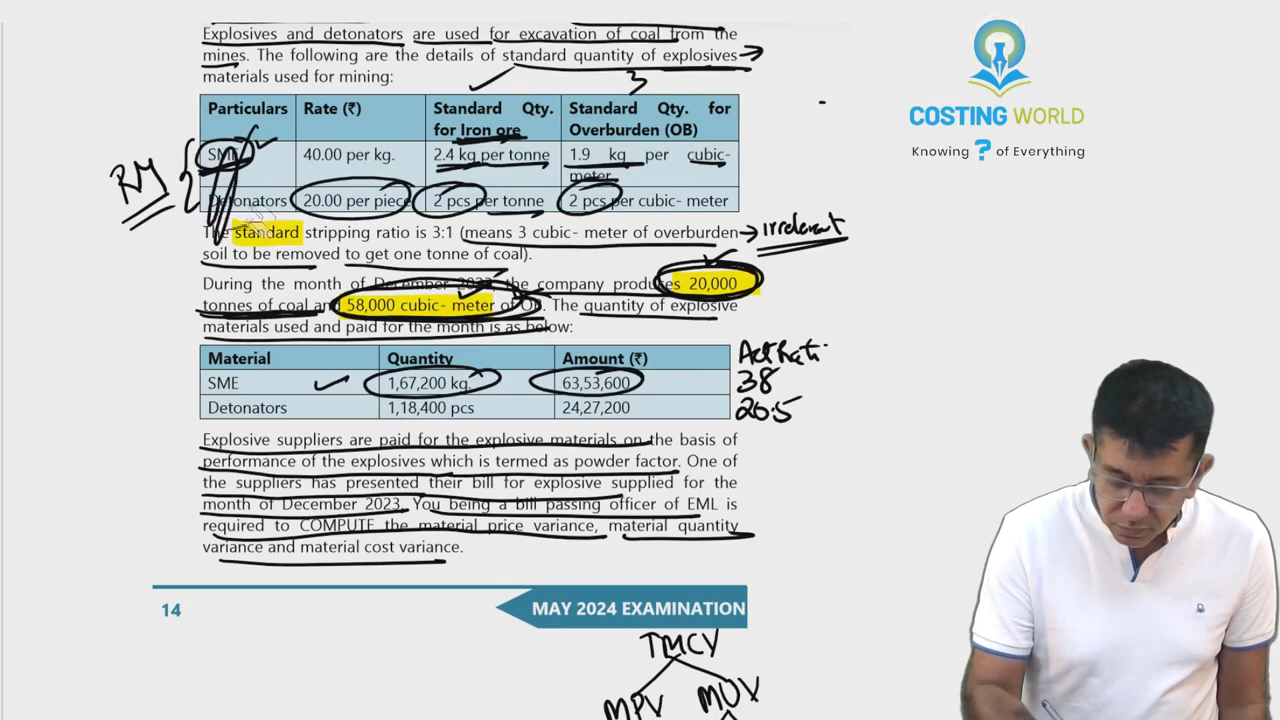 Explosives and detonators are used for excavation of coal from the
mines. The following are the details of standard quantity of explosives
materials used for mining:
3
Particulars Rate (₹) Standard Qty. for Iron ore Standard Qty. for Overburden (OB)
SME 40.00 per kg. 2.4 kg per tonne 1.9 kg per cubic-meter
Detonators 20.00 per piece 2 pcs per tonne 2 pcs per cubic- meter
RM
The standard stripping ratio is 3:1 (means 3 cubic- meter of overburden
irrelevant
soil to be removed to get one tonne of coal).
During the month of December 2023, the company produces 20,000
tonnes of coal and 58,000 cubic- meter of OB. The quantity of explosive
materials used and paid for the month is as below:
Material Quantity Amount (₹)
SME 1,67,200 kg. 63,53,600 38
Detonators 1,18,400 pcs 24,27,200 20.5
Explosive suppliers are paid for the explosive materials on the basis of
performance of the explosives which is termed as powder factor. One of
the suppliers has presented their bill for explosive supplied for the
month of December 2023. You being a bill passing officer of EML is
required to COMPUTE the material price variance, material quantity
variance and material cost variance.
14 MAY 2024 EXAMINATION
TMCV
MPV
COSTING WORLD
Knowing ? of Everything